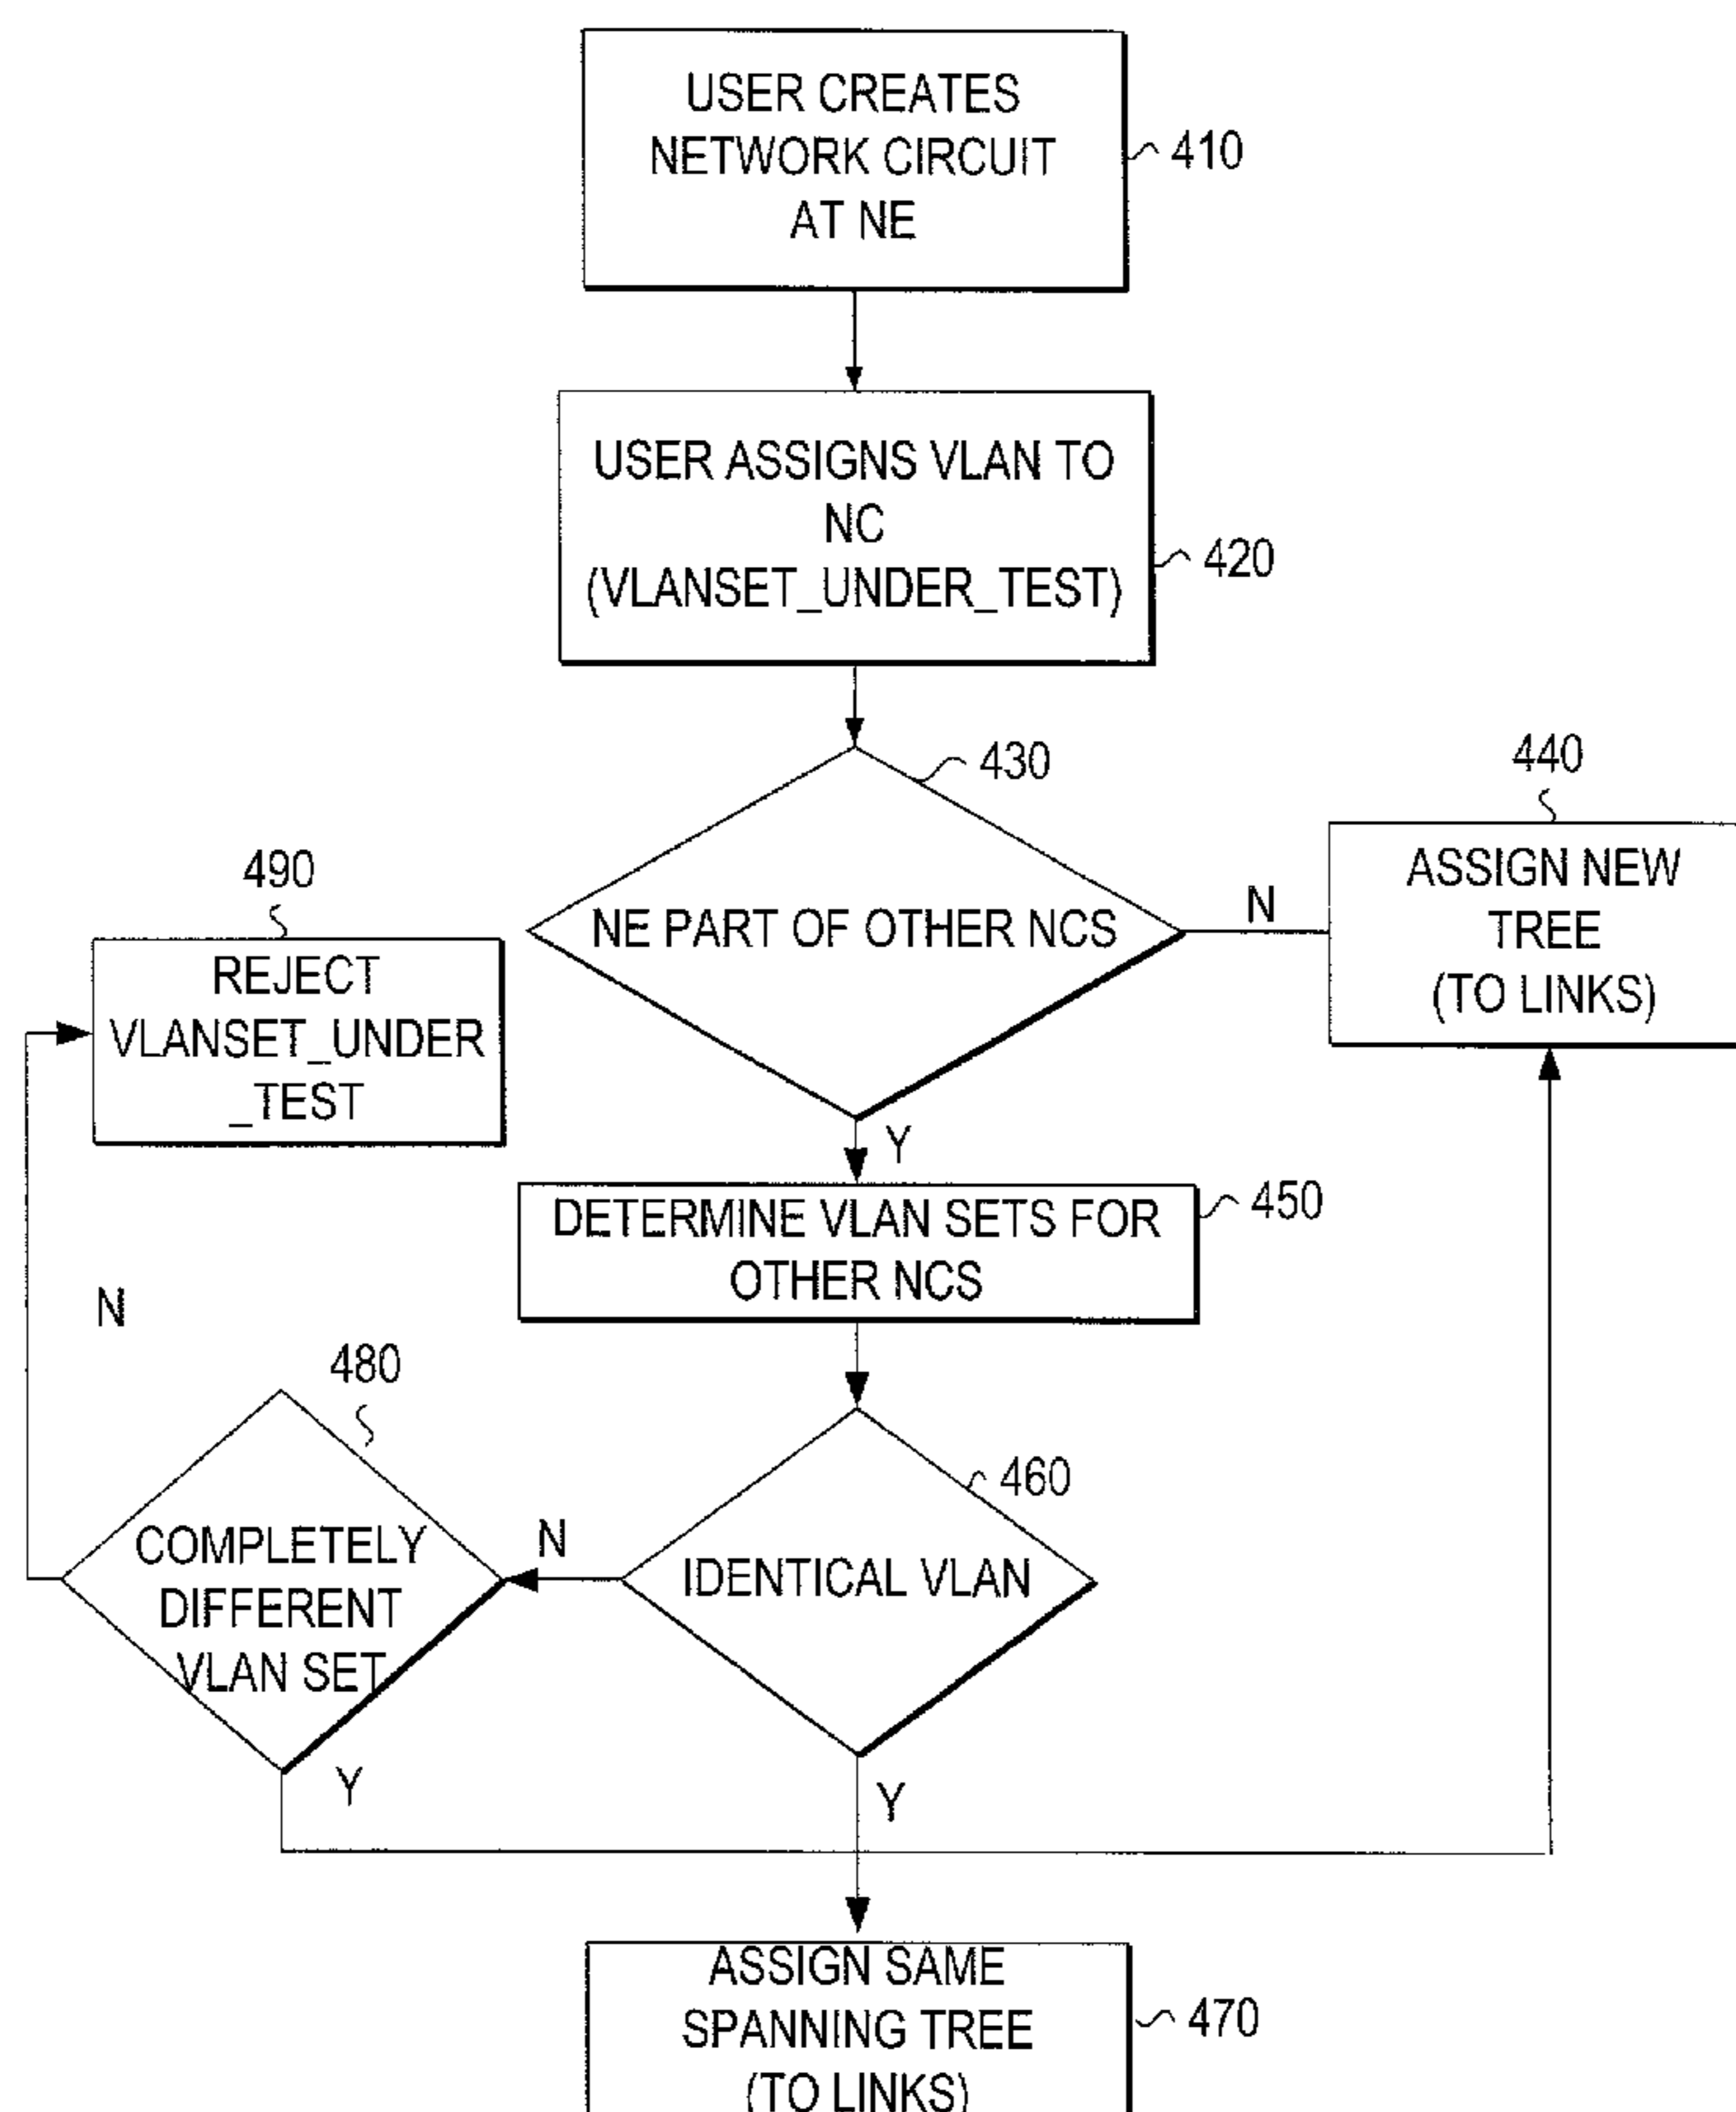 USER CREATES
NETWORK CIRCUIT
AT NE
410
USER ASSIGNS VLAN TO
NC
(VLANSET_UNDER_TEST)
420
430
NE PART OF OTHER NCS
N
440
ASSIGN NEW
TREE
(TO LINKS)
490
REJECT
VLANSET_UNDER
_TEST
Y
DETERMINE VLAN SETS FOR
OTHER NCS
450
N
480
COMPLETELY
DIFFERENT
VLAN SET
N
460
IDENTICAL VLAN
Y
Y
ASSIGN SAME
SPANNING TREE
(TO LINKS)
470